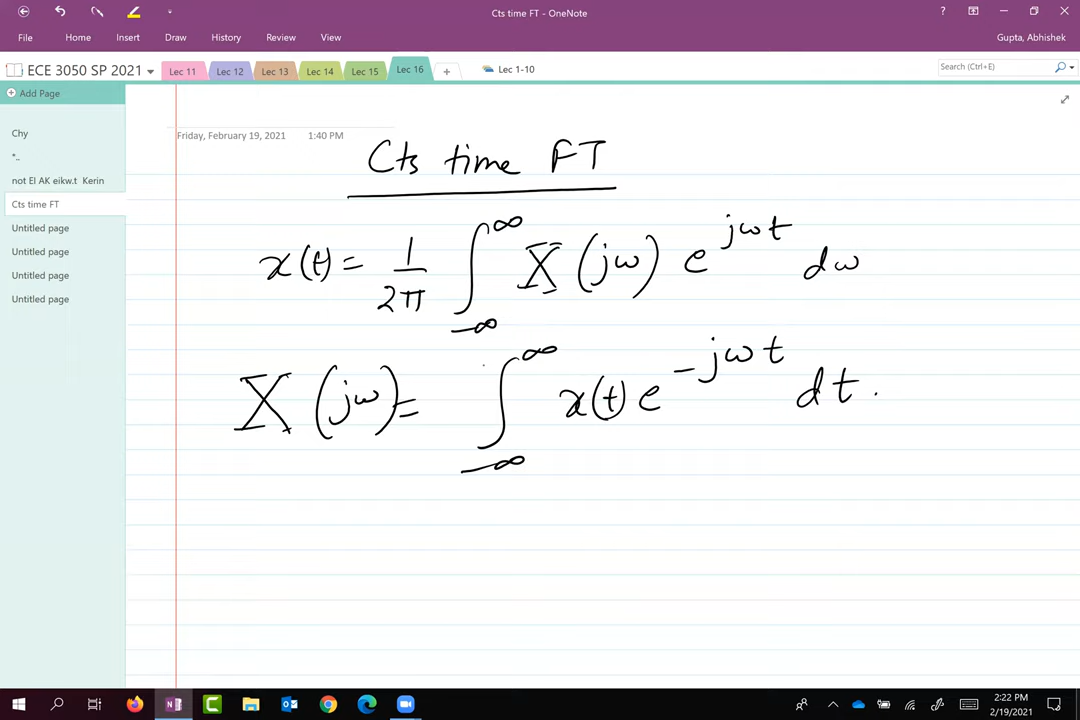 Cts time FT - OneNote
File Home Insert Draw History Review View
Gupta, Abhishek
ECE 3050 SP 2021 Lec 11 Lec 12 Lec 13 Lec 14 Lec 15 Lec 16 Lec 1-10
Search (Ctrl+E)
Add Page
Chy
not EI AK eikw.t Kerin
Cts time FT
Untitled page
Untitled page
Untitled page
Untitled page
Friday, February 19, 2021 1:40 PM
Cts time FT
x(t) = 1/2π ∫_{-∞}^{∞} X(jω) e^{jωt} dω
X(jω) = ∫_{-∞}^{∞} x(t) e^{-jωt} dt.
2:22 PM
2/19/2021